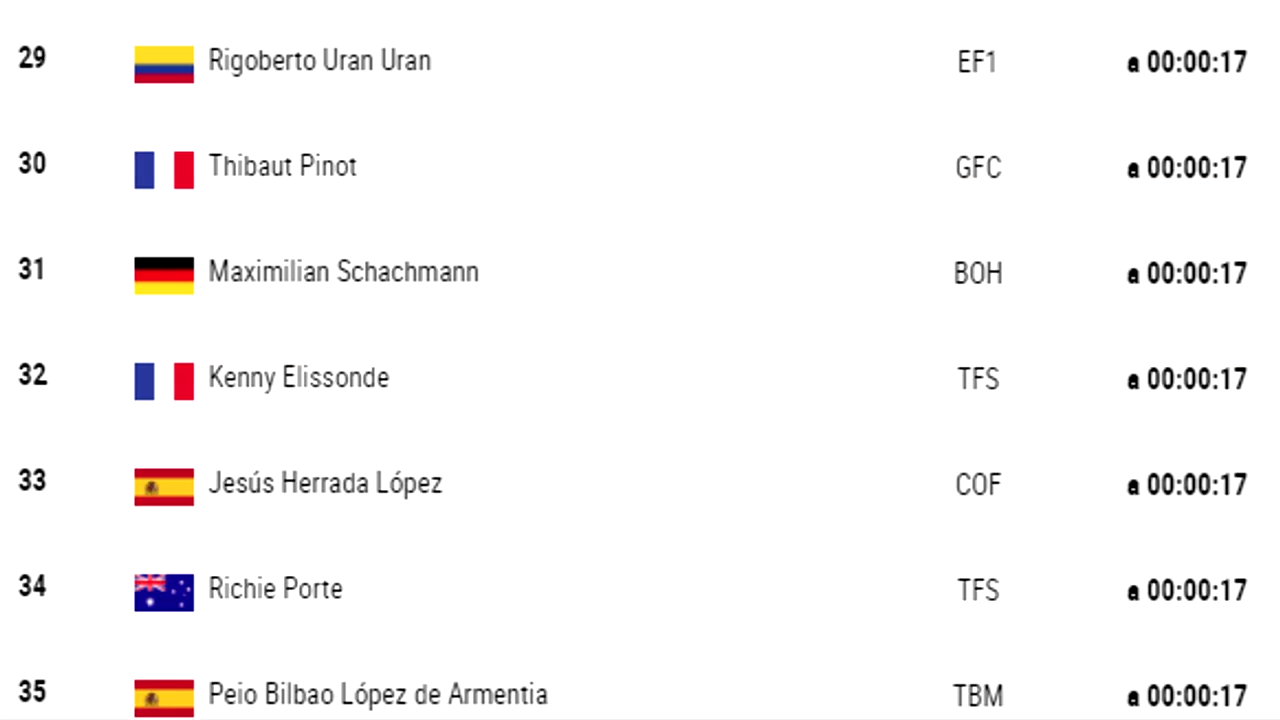 29 Rigoberto Uran Uran EF1 a 00:00:17
30 Thibaut Pinot GFC a 00:00:17
31 Maximilian Schachmann BOH a 00:00:17
32 Kenny Elissonde TFS a 00:00:17
33 Jesús Herrada López COF a 00:00:17
34 Richie Porte TFS a 00:00:17
35 Peio Bilbao López de Armentia TBM a 00:00:17